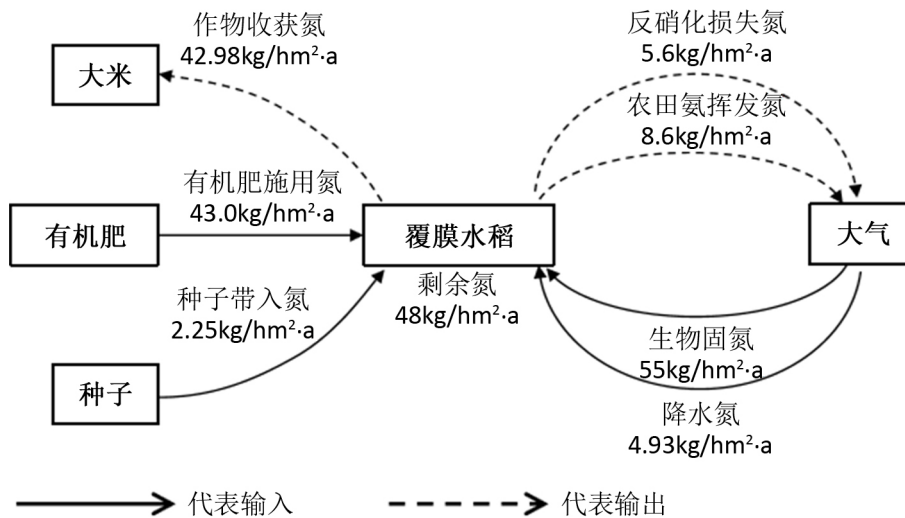 作物收获氮
42.98kg/hm²·a
大米
反硝化损失氮
5.6kg/hm²·a
农田氨挥发氮
8.6kg/hm²·a
有机肥施用氮
43.0kg/hm²·a
有机肥
覆膜水稻
大气
种子带入氮
2.25kg/hm²·a
剩余氮
48kg/hm²·a
生物固氮
55kg/hm²·a
种子
降水氮
4.93kg/hm²·a
代表输入
代表输出